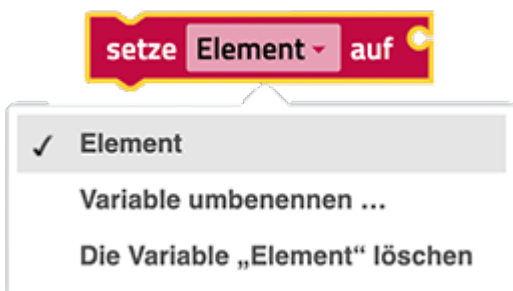 setze Element auf
Element
Variable umbenennen ...
Die Variable „Element“ löschen